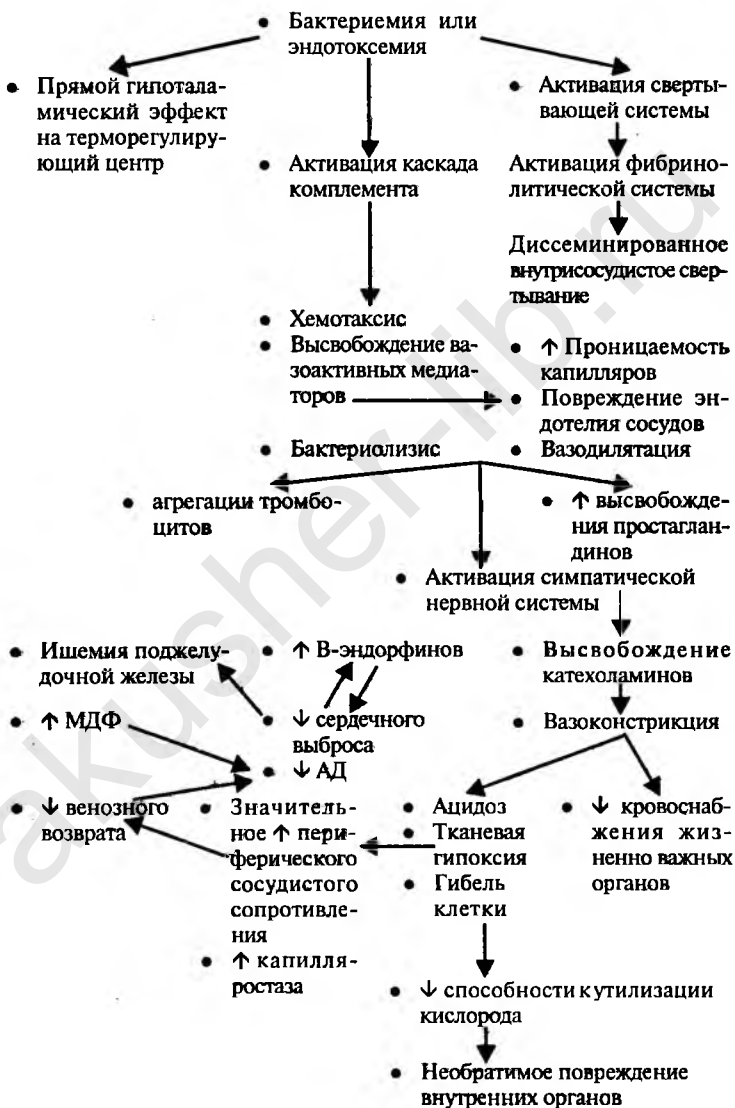 • Бактериемия или
эндотоксемия
• Прямой гипотала-
мический эффект
на терморегулирую-
ющий центр
• Активация сверты-
вающей системы
• Активация каскада
комплемента
Активация фибрино-
литической системы
Диссеминированное
внутрисосудистое свер-
тывание
• Хемотаксис
• Высвобождение ва-
зоактивных медиа-
торов
• Бактериолизис
• ↑ Проницаемость
капилляров
• Повреждение эн-
дотелия сосудов
• Вазодилятация
• агрегации тромбо-
цитов
• ↑ высвобожде-
ния простаглан-
динов
• Активация симпатической
нервной системы
• Ишемия поджелу-
дочной железы
• ↑ В-эндорфинов
• Высвобождение
катехоламинов
• ↑ МДФ
• ↓ сердечного
выброса
• Вазоконстрикция
• ↓ АД
• ↓ венозного
возврата
• Значитель-
ное ↑ пери-
ферического
сосудистого
сопротивле-
ния
• ↑ капилля-
ростаза
• Ацидоз
• Тканевая
гипоксия
• Гибель
клетки
• ↓ кровоснаб-
жения жиз-
ненно важных
органов
• ↓ способности к утилизации
кислорода
• Необратимое повреждение
внутренних органов
akusher-lib.ru